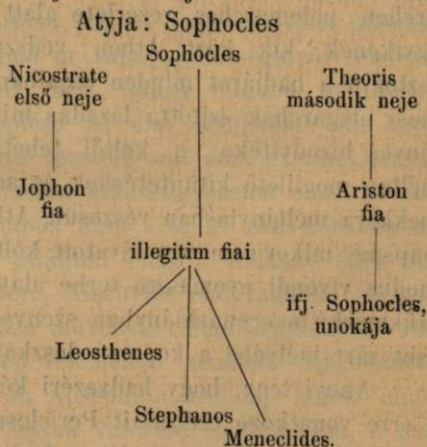 Atyja: Sophocles
Sophocles
Nicostrate
első neje
Theoris
második neje
Jophon
fia
Ariston
fia
illegitim fiai
ifj. Sophocles,
unokája
Leosthenes
Stephanos
Meneclides.